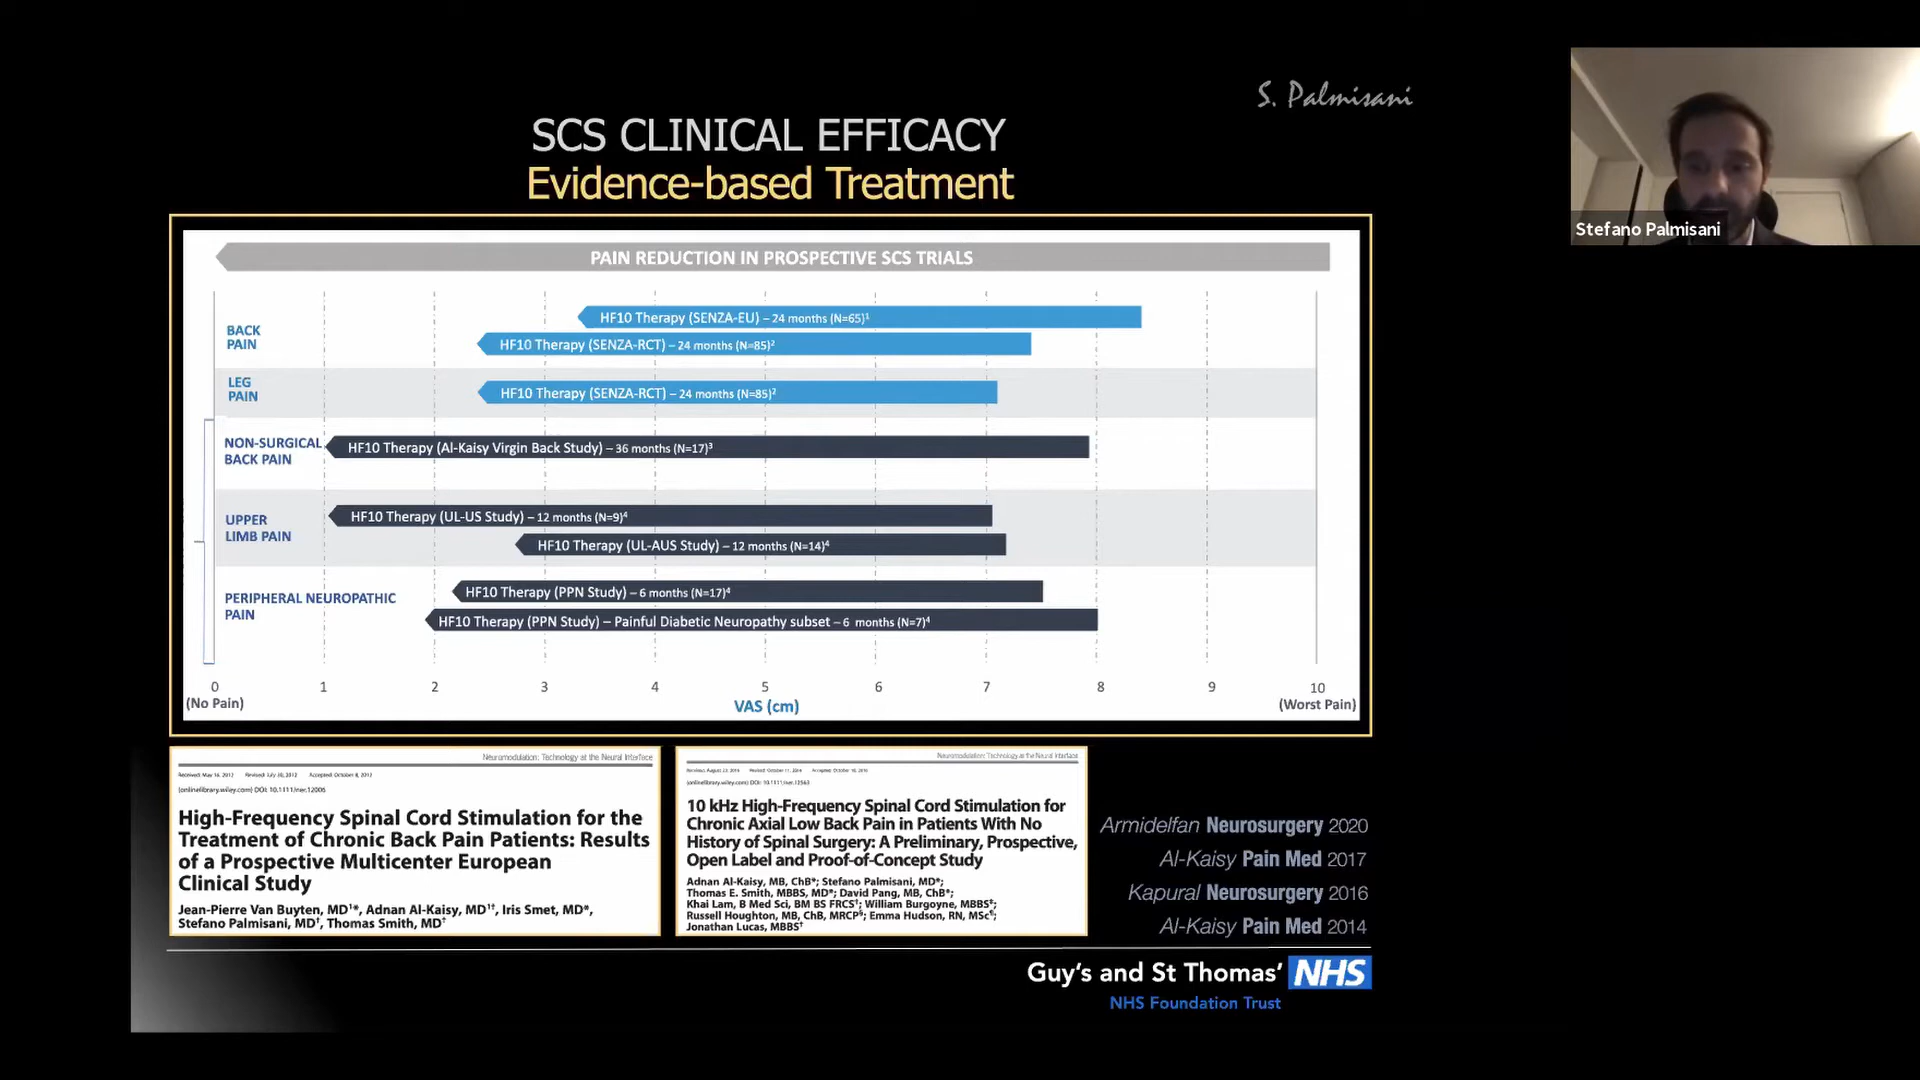 S. Palmisani
SCS CLINICAL EFFICACY
Evidence-based Treatment
Stefano Palmisani
PAIN REDUCTION IN PROSPECTIVE SCS TRIALS
BACK
PAIN
HF10 Therapy (SENZA-EU) – 24 months (N=65)¹
HF10 Therapy (SENZA-RCT) – 24 months (N=85)²
LEG
PAIN
HF10 Therapy (SENZA-RCT) – 24 months (N=85)²
NON-SURGICAL
BACK PAIN
HF10 Therapy (Al-Kaisy Virgin Back Study) – 36 months (N=17)³
UPPER
LIMB PAIN
HF10 Therapy (UL-US Study) – 12 months (N=9)⁴
HF10 Therapy (UL-AUS Study) – 12 months (N=14)⁴
PERIPHERAL NEUROPATHIC
PAIN
HF10 Therapy (PPN Study) – 6 months (N=17)⁴
HF10 Therapy (PPN Study) – Painful Diabetic Neuropathy subset – 6 months (N=7)⁴
0 1 2 3 4 5 6 7 8 9 10
(No Pain) VAS (cm) (Worst Pain)
Neuromodulation: Technology at the Neural Interface
Received: May 16, 2012 Revised: July 30, 2012 Accepted: October 8, 2012
(onlinelibrary.wiley.com) DOI: 10.1111/ner.12006
High-Frequency Spinal Cord Stimulation for the
Treatment of Chronic Back Pain Patients: Results
of a Prospective Multicenter European
Clinical Study
Jean-Pierre Van Buyten, MD¹*, Adnan Al-Kaisy, MD¹†, Iris Smet, MD*,
Stefano Palmisani, MD†, Thomas Smith, MD†
Neuromodulation: Technology at the Neural Interface
(onlinelibrary.wiley.com) DOI: 10.1111/ner.12563
10 kHz High-Frequency Spinal Cord Stimulation for
Chronic Axial Low Back Pain in Patients With No
History of Spinal Surgery: A Preliminary, Prospective,
Open Label and Proof-of-Concept Study
Adnan Al-Kaisy, MB, ChB*; Stefano Palmisani, MD*;
Thomas E. Smith, MBBS, MD*; David Pang, MB, ChB*;
Khai Lam, B Med Sci, BM BS FRCS†; William Burgoyne, MBBS‡;
Russell Houghton, MB, ChB, MRCP§; Emma Hudson, RN, MSc¶;
Jonathan Lucas, MBBS†
Armidelfan Neurosurgery 2020
Al-Kaisy Pain Med 2017
Kapural Neurosurgery 2016
Al-Kaisy Pain Med 2014
Guy's and St Thomas' NHS
NHS Foundation Trust